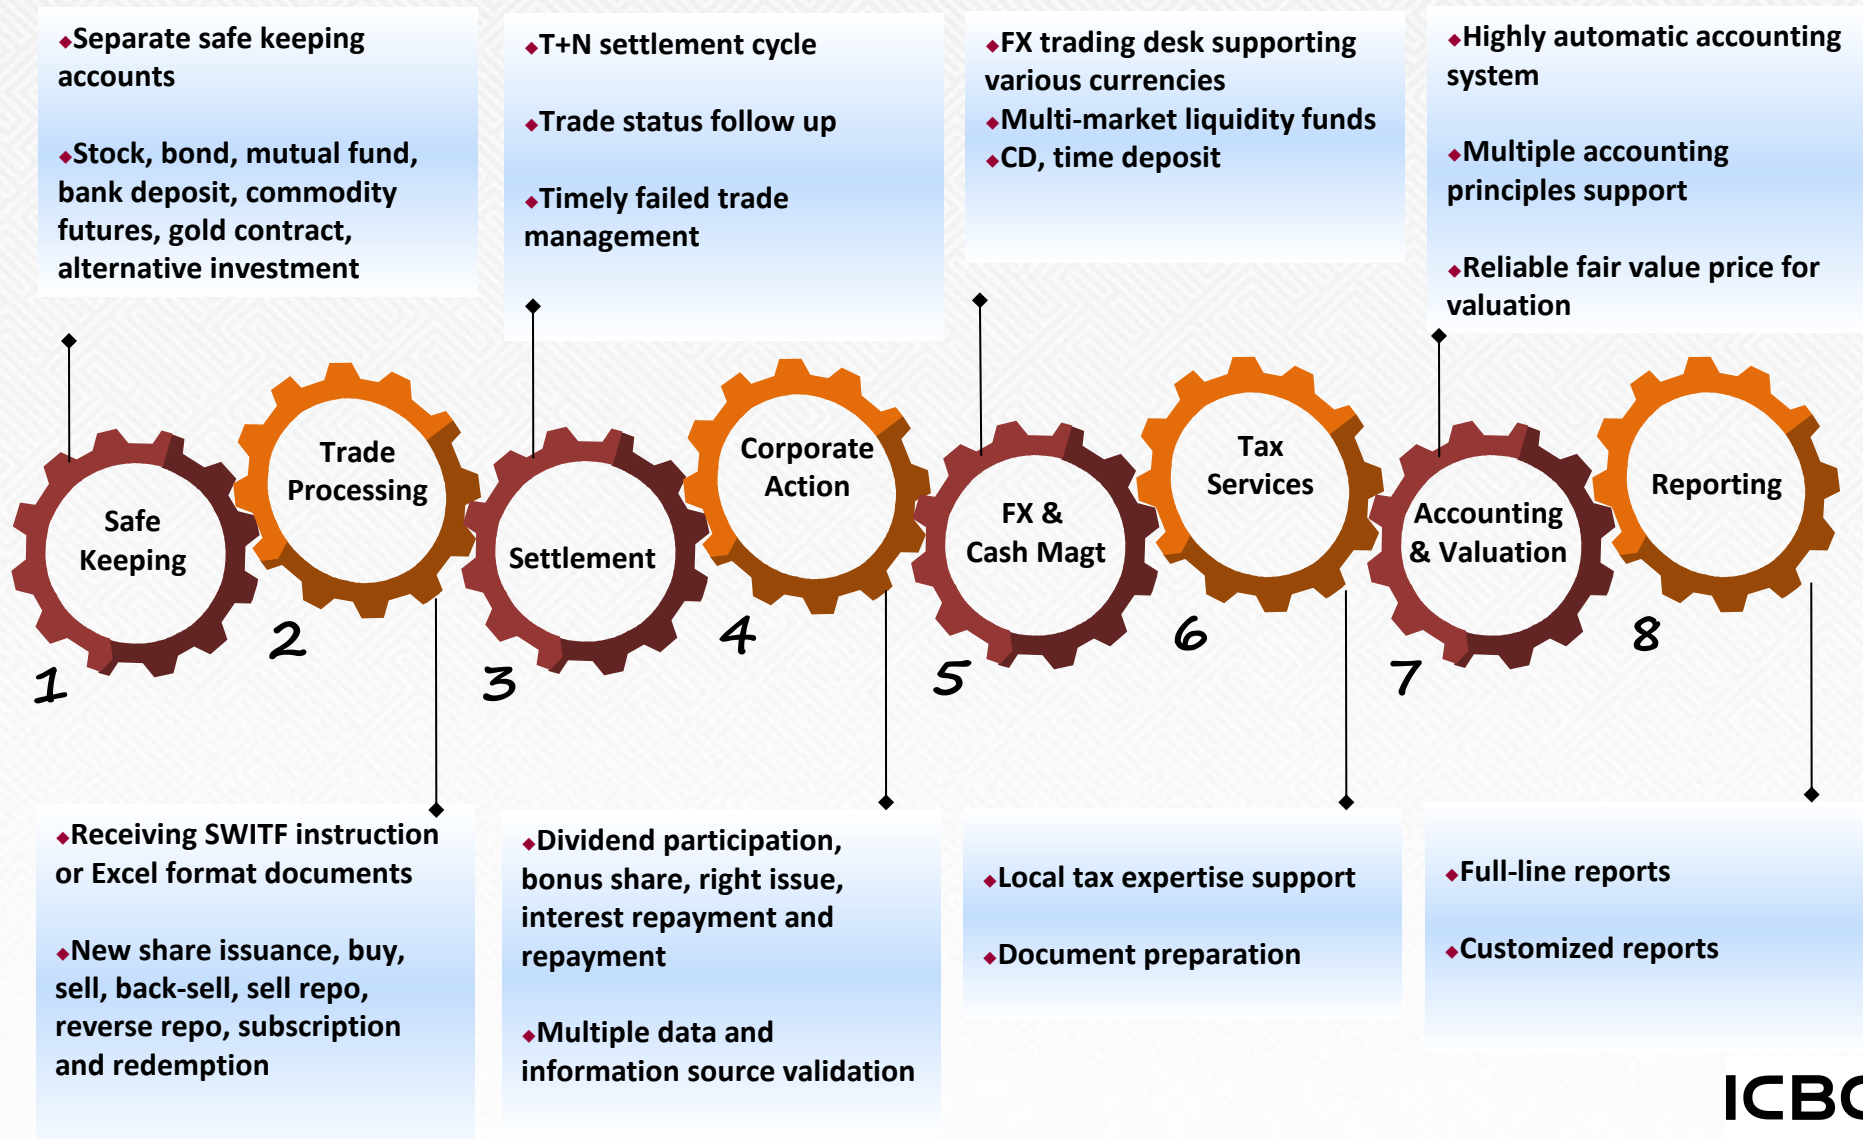 ◆Separate safe keeping
accounts
◆Stock, bond, mutual fund,
bank deposit, commodity
futures, gold contract,
alternative investment
◆T+N settlement cycle
◆Trade status follow up
◆Timely failed trade
management
◆FX trading desk supporting
various currencies
◆Multi-market liquidity funds
◆CD, time deposit
◆Highly automatic accounting
system
◆Multiple accounting
principles support
◆Reliable fair value price for
valuation
Safe
Keeping
1
Trade
Processing
2
Settlement
3
Corporate
Action
4
FX &
Cash Magt
5
Tax
Services
6
Accounting
& Valuation
7
Reporting
8
◆Receiving SWITF instruction
or Excel format documents
◆New share issuance, buy,
sell, back-sell, sell repo,
reverse repo, subscription
and redemption
◆Dividend participation,
bonus share, right issue,
interest repayment and
repayment
◆Multiple data and
information source validation
◆Local tax expertise support
◆Document preparation
◆Full-line reports
◆Customized reports
ICBC